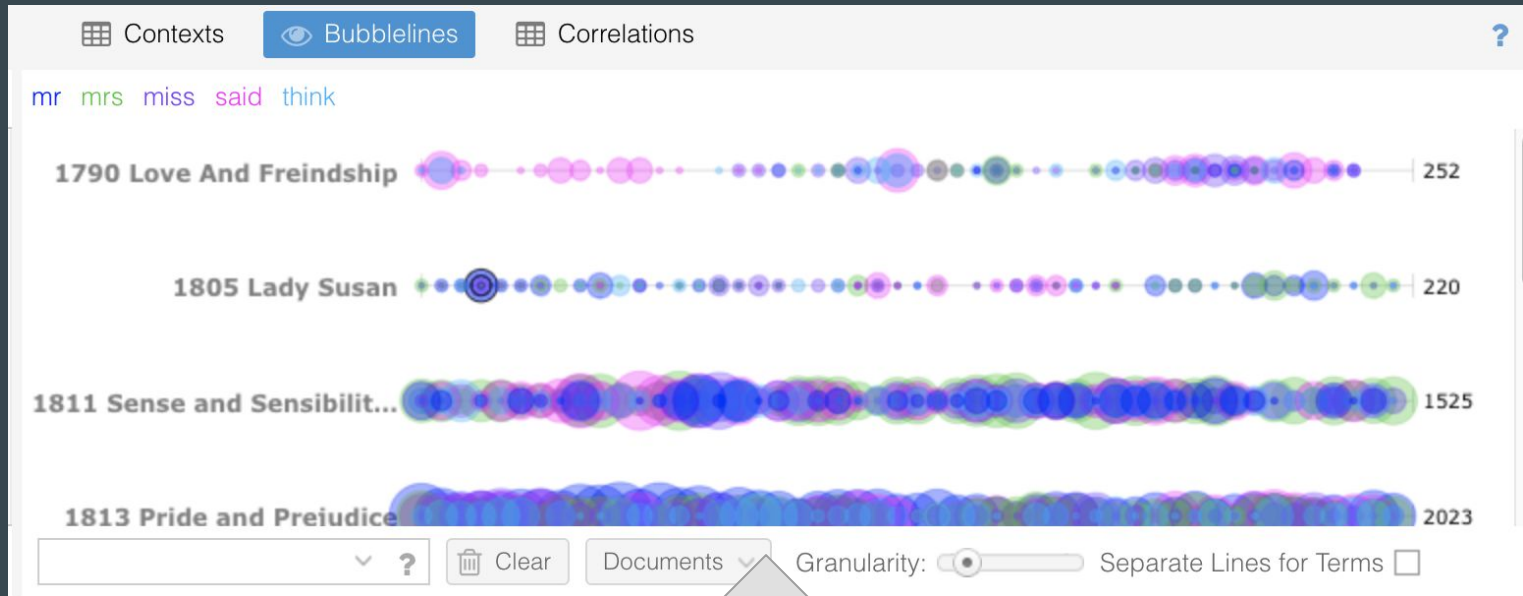 Contexts Bubblelines Correlations ?
mr mrs miss said think
1790 Love And Freindship 252
1805 Lady Susan 220
1811 Sense and Sensibilit... 1525
1813 Pride and Prejudice 2023
? Clear Documents Granularity: Separate Lines for Terms